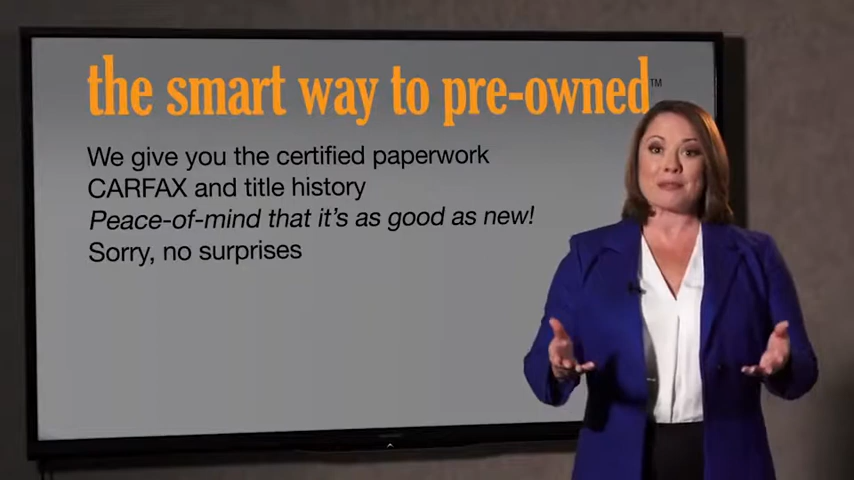 the smart way to pre-owned™
We give you the certified paperwork
CARFAX and title history
Peace-of-mind that it's as good as new!
Sorry, no surprises